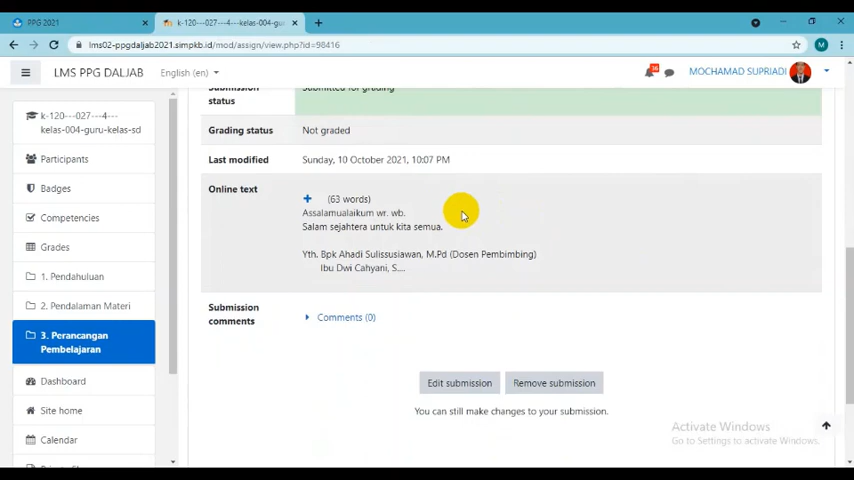 PPG 2021
k-120---027---4---kelas-004-gu
lms02-ppgdaljab2021.simpkb.id/mod/assign/view.php?id=98416
M
LMS PPG DALJAB
English (en)
36
MOCHAMAD SUPRIADI
k-120---027---4---
kelas-004-guru-kelas-sd
Participants
Badges
Competencies
Grades
1. Pendahuluan
2. Pendalaman Materi
3. Perancangan
Pembelajaran
Dashboard
Site home
Calendar
Submission
status
Submitted for grading
Grading status
Not graded
Last modified
Sunday, 10 October 2021, 10:07 PM
Online text
(63 words)
Assalamualaikum wr. wb.
Salam sejahtera untuk kita semua.
Yth. Bpk Ahadi Sulissusiawan, M.Pd (Dosen Pembimbing)
Ibu Dwi Cahyani, S....
Submission
comments
Comments (0)
Edit submission
Remove submission
You can still make changes to your submission.
Activate Windows
Go to Settings to activate Windows.